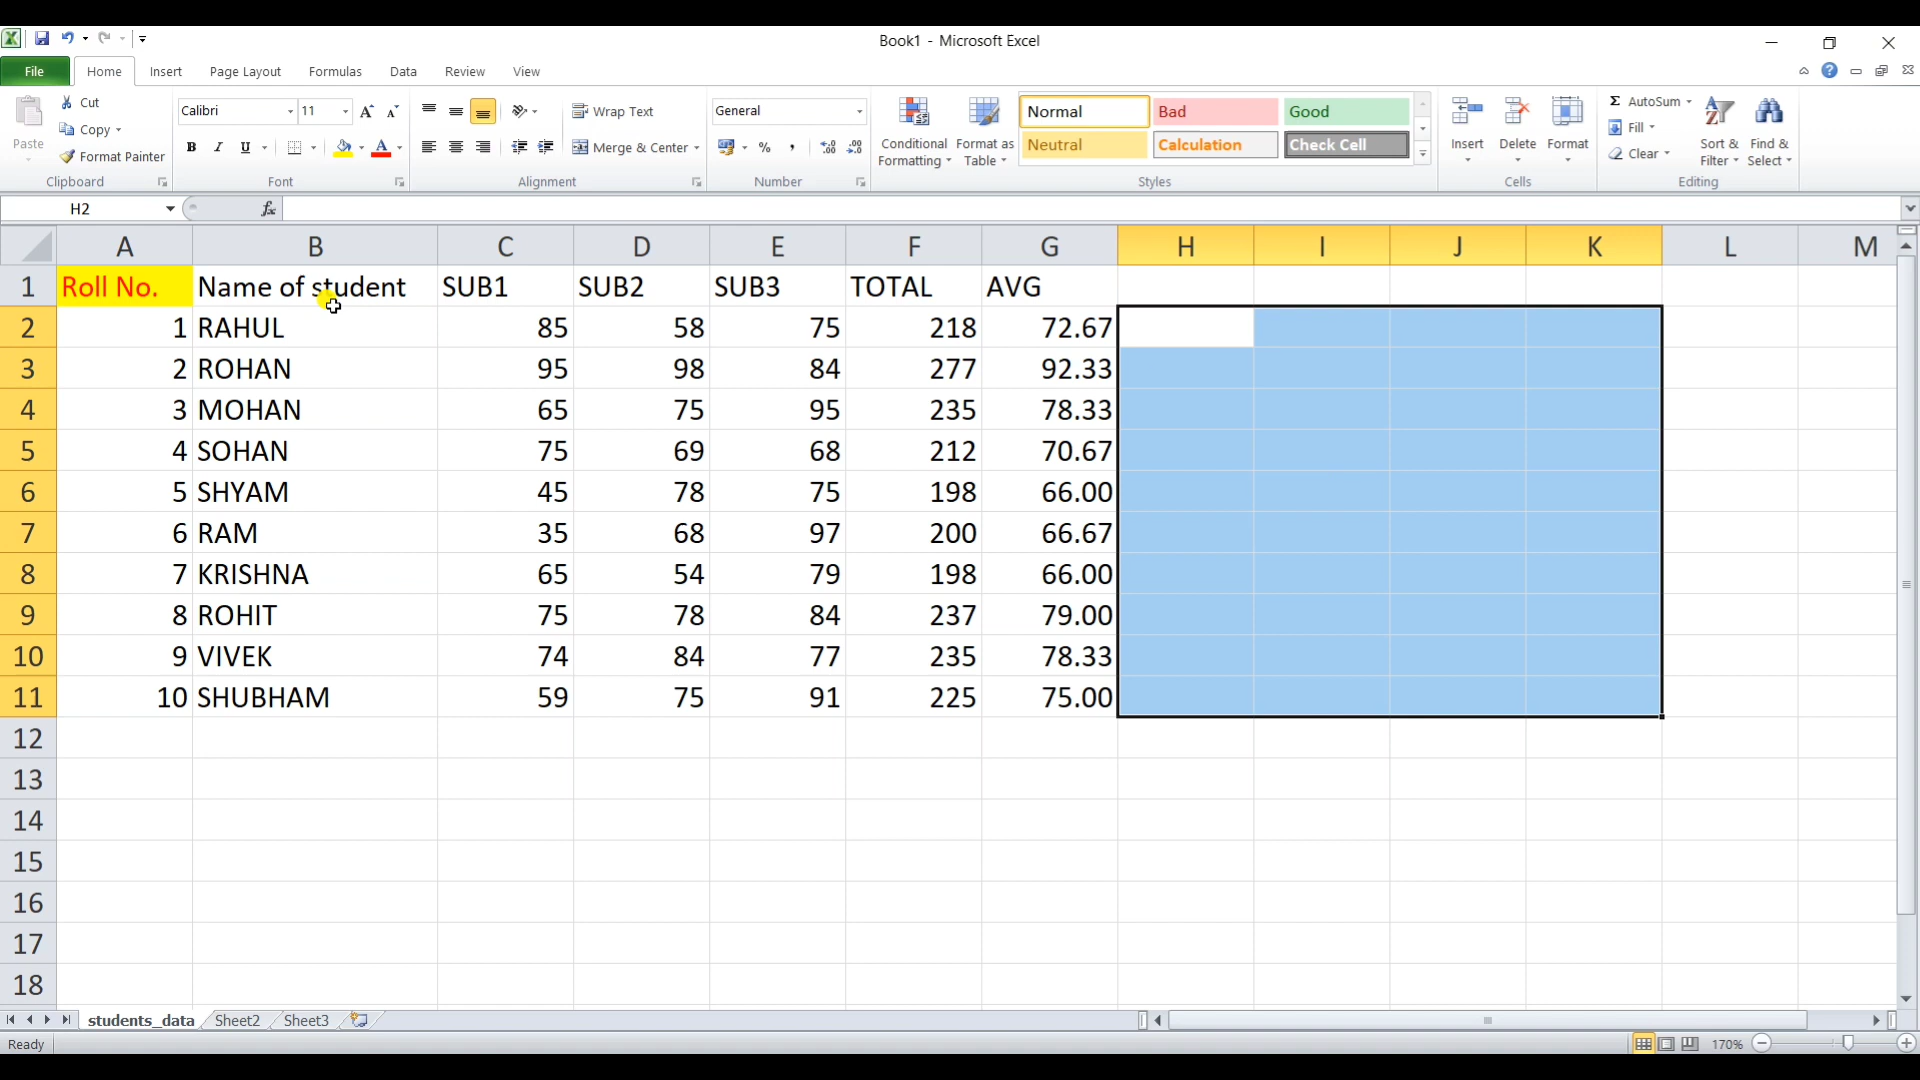 Book1 - Microsoft Excel
File Home Insert Page Layout Formulas Data Review View
Paste
Cut
Copy
Format Painter
Clipboard
Calibri 11
B I U A
Font
Wrap Text
Merge & Center
Alignment
General
% ,
Number
Conditional Formatting
Format as Table
Normal Bad Good
Neutral Calculation Check Cell
Styles
Insert Delete Format
Cells
Σ AutoSum
Fill
Clear
Sort & Filter
Find & Select
Editing
H2 fx
A B C D E F G H I J K L M
1 Roll No. Name of student SUB1 SUB2 SUB3 TOTAL AVG
2 1 RAHUL 85 58 75 218 72.67
3 2 ROHAN 95 98 84 277 92.33
4 3 MOHAN 65 75 95 235 78.33
5 4 SOHAN 75 69 68 212 70.67
6 5 SHYAM 45 78 75 198 66.00
7 6 RAM 35 68 97 200 66.67
8 7 KRISHNA 65 54 79 198 66.00
9 8 ROHIT 75 78 84 237 79.00
10 9 VIVEK 74 84 77 235 78.33
11 10 SHUBHAM 59 75 91 225 75.00
12
13
14
15
16
17
18
students_data Sheet2 Sheet3
Ready 170%